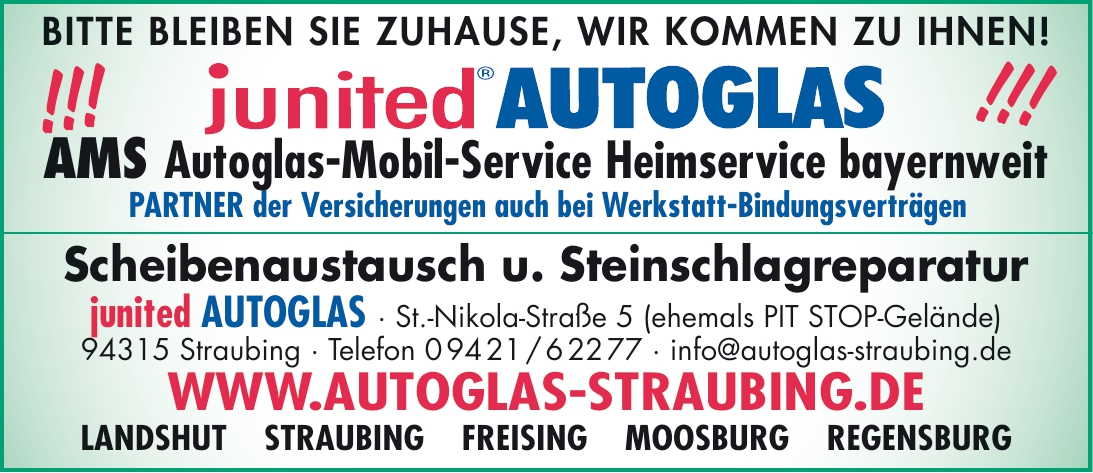 BITTE BLEIBEN SIE ZUHAUSE, WIR KOMMEN ZU IHNEN!
!!! junited® AUTOGLAS !!!
AMS Autoglas-Mobil-Service Heimservice bayernweit
PARTNER der Versicherungen auch bei Werkstatt-Bindungsverträgen
Scheibenaustausch u. Steinschlagreparatur
junited AUTOGLAS · St.-Nikola-Straße 5 (ehemals PIT STOP-Gelände)
94315 Straubing · Telefon 09421/62277 · info@autoglas-straubing.de
WWW.AUTOGLAS-STRAUBING.DE
LANDSHUT STRAUBING FREISING MOOSBURG REGENSBURG